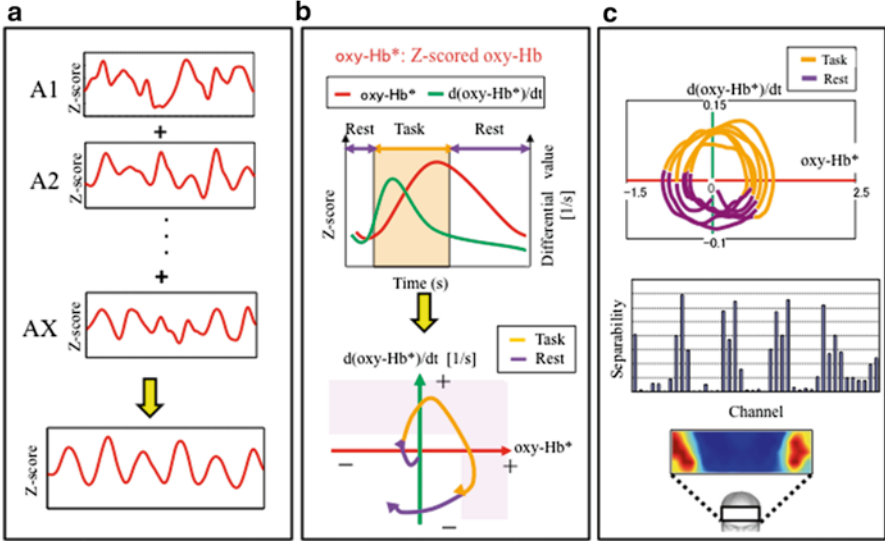 a
A1
Z-score
+
A2
Z-score
+
AX
Z-score
Z-score
b
oxy-Hb*: Z-scored oxy-Hb
oxy-Hb* d(oxy-Hb*)/dt
Rest Task Rest
Z-score
Differential value
[1/s]
Time (s)
Task
Rest
d(oxy-Hb*)/dt [1/s]
+
oxy-Hb*
− +
−
c
Task
Rest
d(oxy-Hb*)/dt
0.15
oxy-Hb*
0
−1.5 2.5
−0.1
Separability
Channel